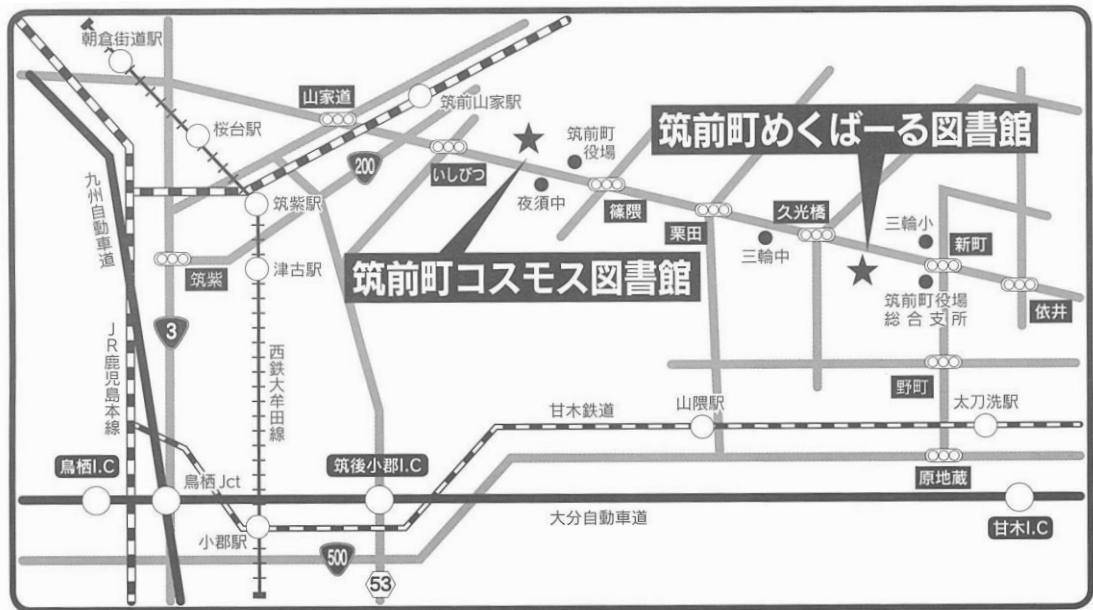 朝倉街道駅
山家道
筑前山家駅
桜台駅
いしびつ
200
筑前町
役場
夜須中
筑前町めくばーる図書館
九州自動車道
筑紫駅
篠隈
栗田
久光橋
三輪中
三輪小
新町
筑紫
津古駅
筑前町コスモス図書館
筑前町役場
総合支所
依井
3
JR鹿児島本線
西鉄大牟田線
野町
甘木鉄道
山隈駅
太刀洗駅
鳥栖I.C
鳥栖Jct
筑後小郡I.C
原地蔵
大分自動車道
甘木I.C
小郡駅
500
53